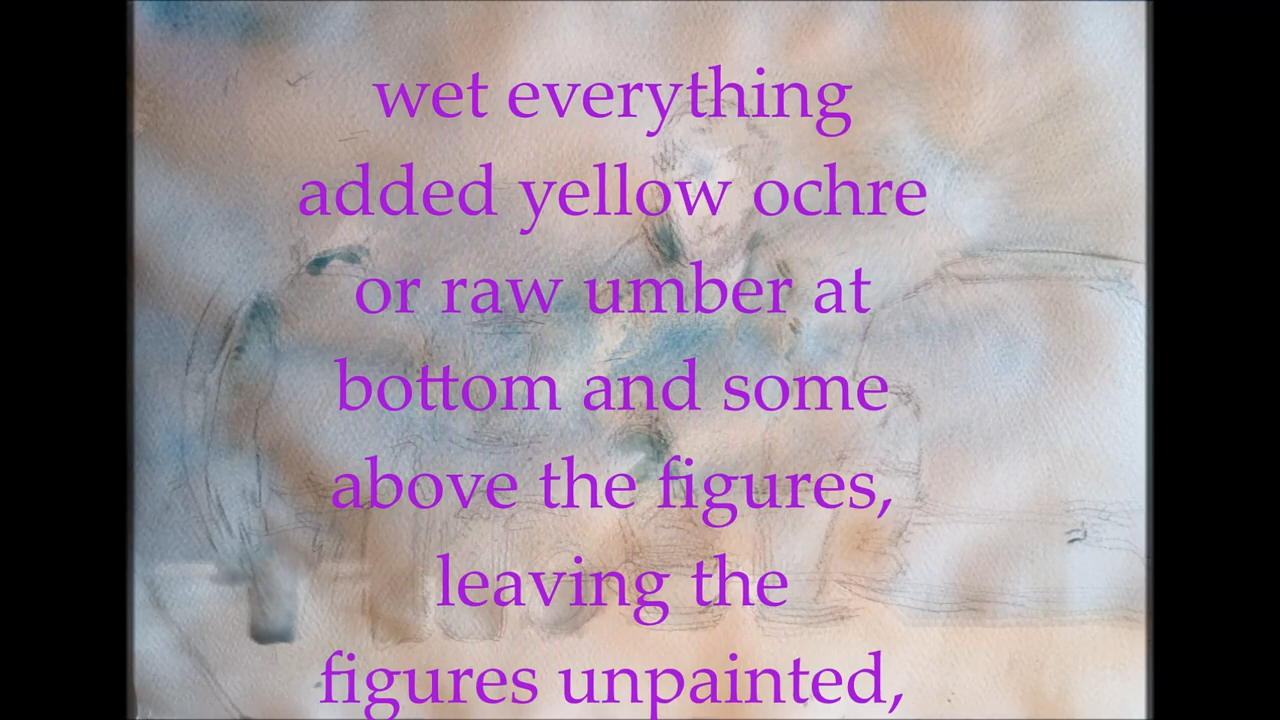 wet everything
added yellow ochre
or raw umber at
bottom and some
above the figures,
leaving the
figures unpainted,